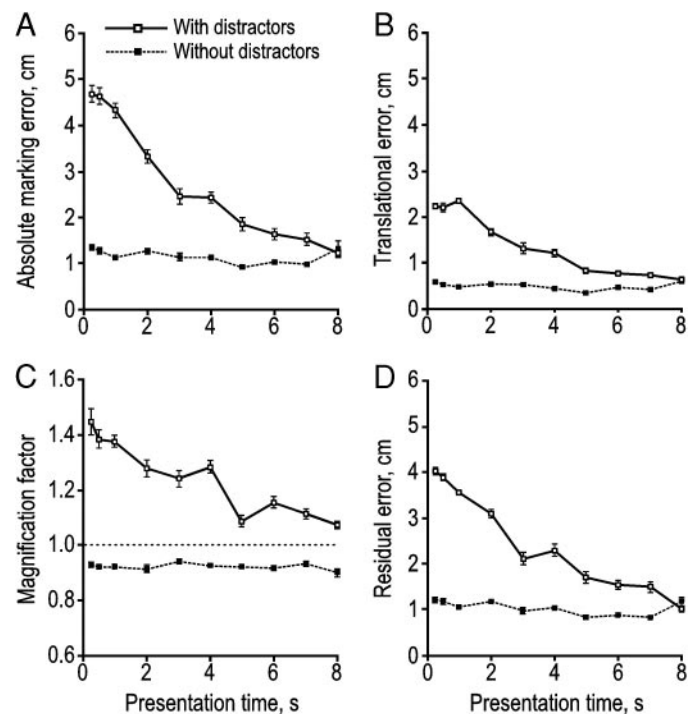 A
With distractors
Without distractors
Absolute marking error, cm
6
5
4
3
2
1
0
0 2 4 6 8
B
Translational error, cm
6
5
4
3
2
1
0
0 2 4 6 8
C
Magnification factor
1.6
1.4
1.2
1.0
0.8
0.6
0 2 4 6 8
Presentation time, s
D
Residual error, cm
6
5
4
3
2
1
0
0 2 4 6 8
Presentation time, s